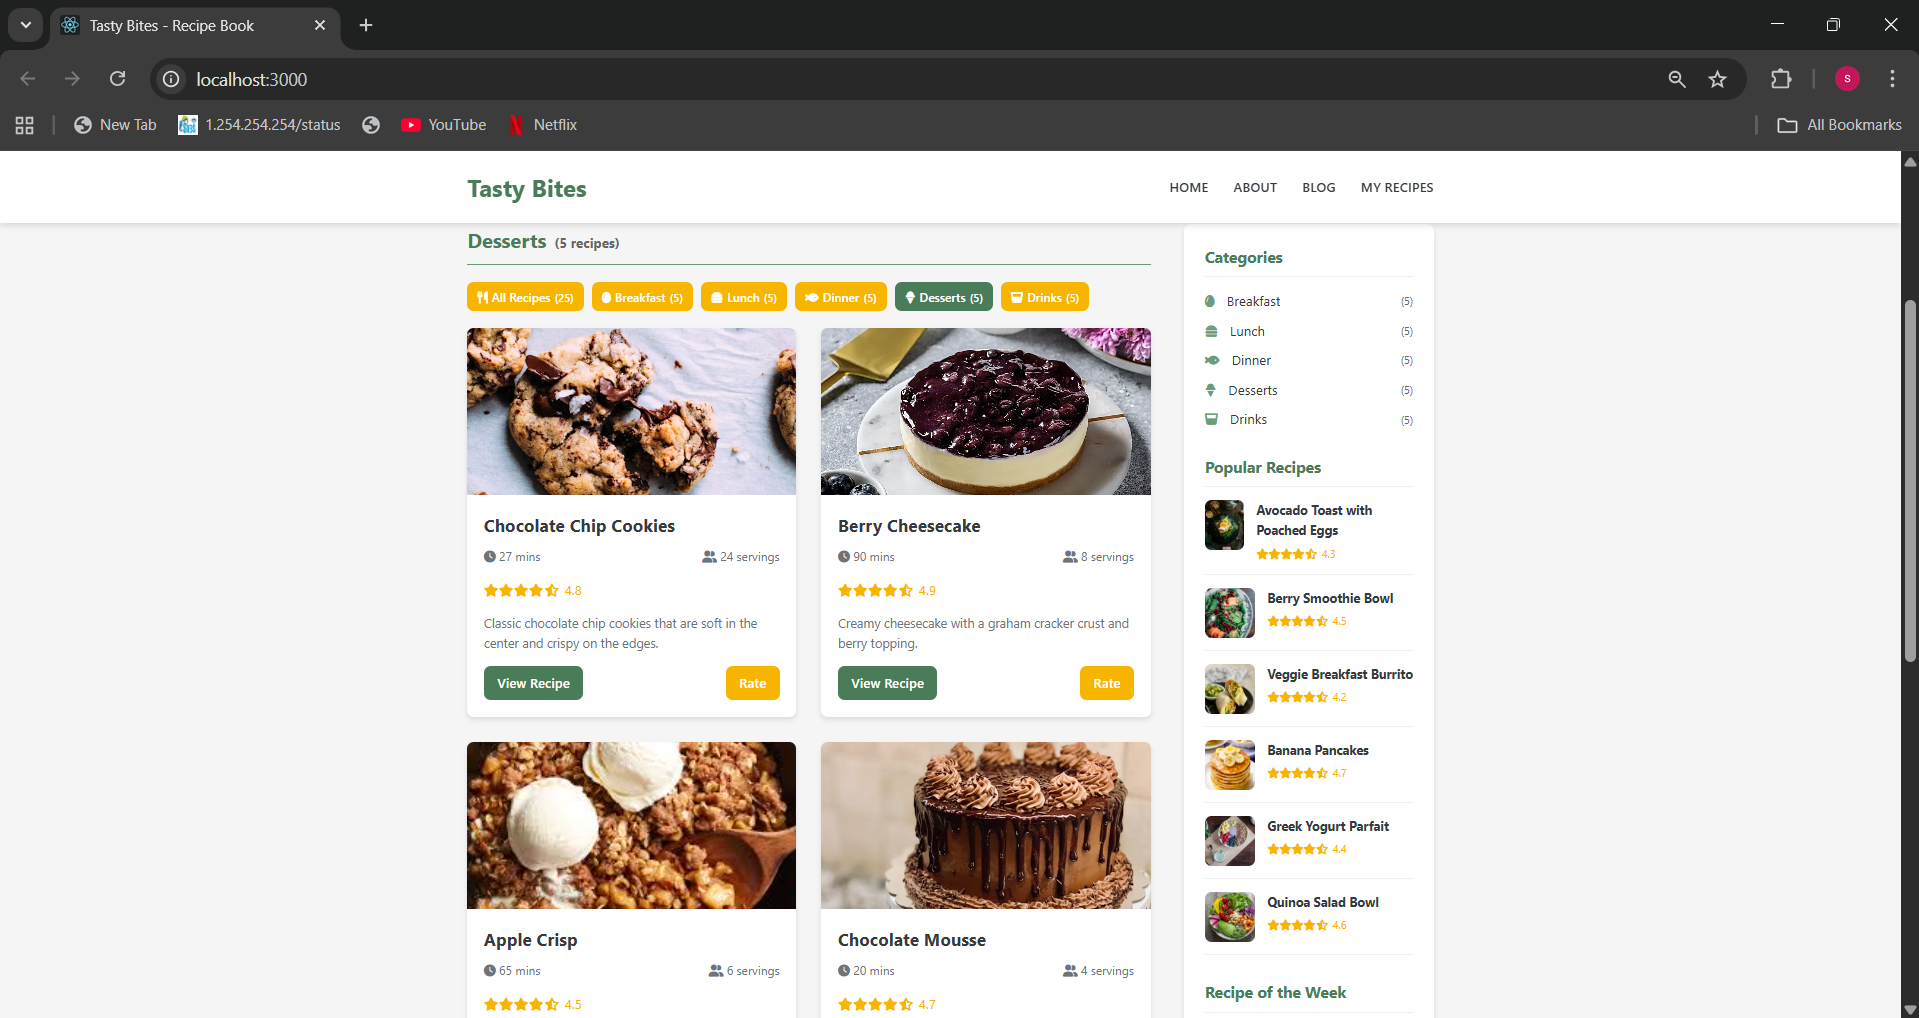 Tasty Bites - Recipe Book
localhost:3000
S
New Tab
1.254.254.254/status
YouTube
Netflix
All Bookmarks
Tasty Bites
HOME
ABOUT
BLOG
MY RECIPES
Desserts (5 recipes)
All Recipes (25)
Breakfast (5)
Lunch (5)
Dinner (5)
Desserts (5)
Drinks (5)
Chocolate Chip Cookies
27 mins
24 servings
4.8
Classic chocolate chip cookies that are soft in the
center and crispy on the edges.
View Recipe
Rate
Berry Cheesecake
90 mins
8 servings
4.9
Creamy cheesecake with a graham cracker crust and
berry topping.
View Recipe
Rate
Apple Crisp
65 mins
6 servings
4.5
Chocolate Mousse
20 mins
4 servings
4.7
Categories
Breakfast (5)
Lunch (5)
Dinner (5)
Desserts (5)
Drinks (5)
Popular Recipes
Avocado Toast with
Poached Eggs
4.3
Berry Smoothie Bowl
4.5
Veggie Breakfast Burrito
4.2
Banana Pancakes
4.7
Greek Yogurt Parfait
4.4
Quinoa Salad Bowl
4.6
Recipe of the Week